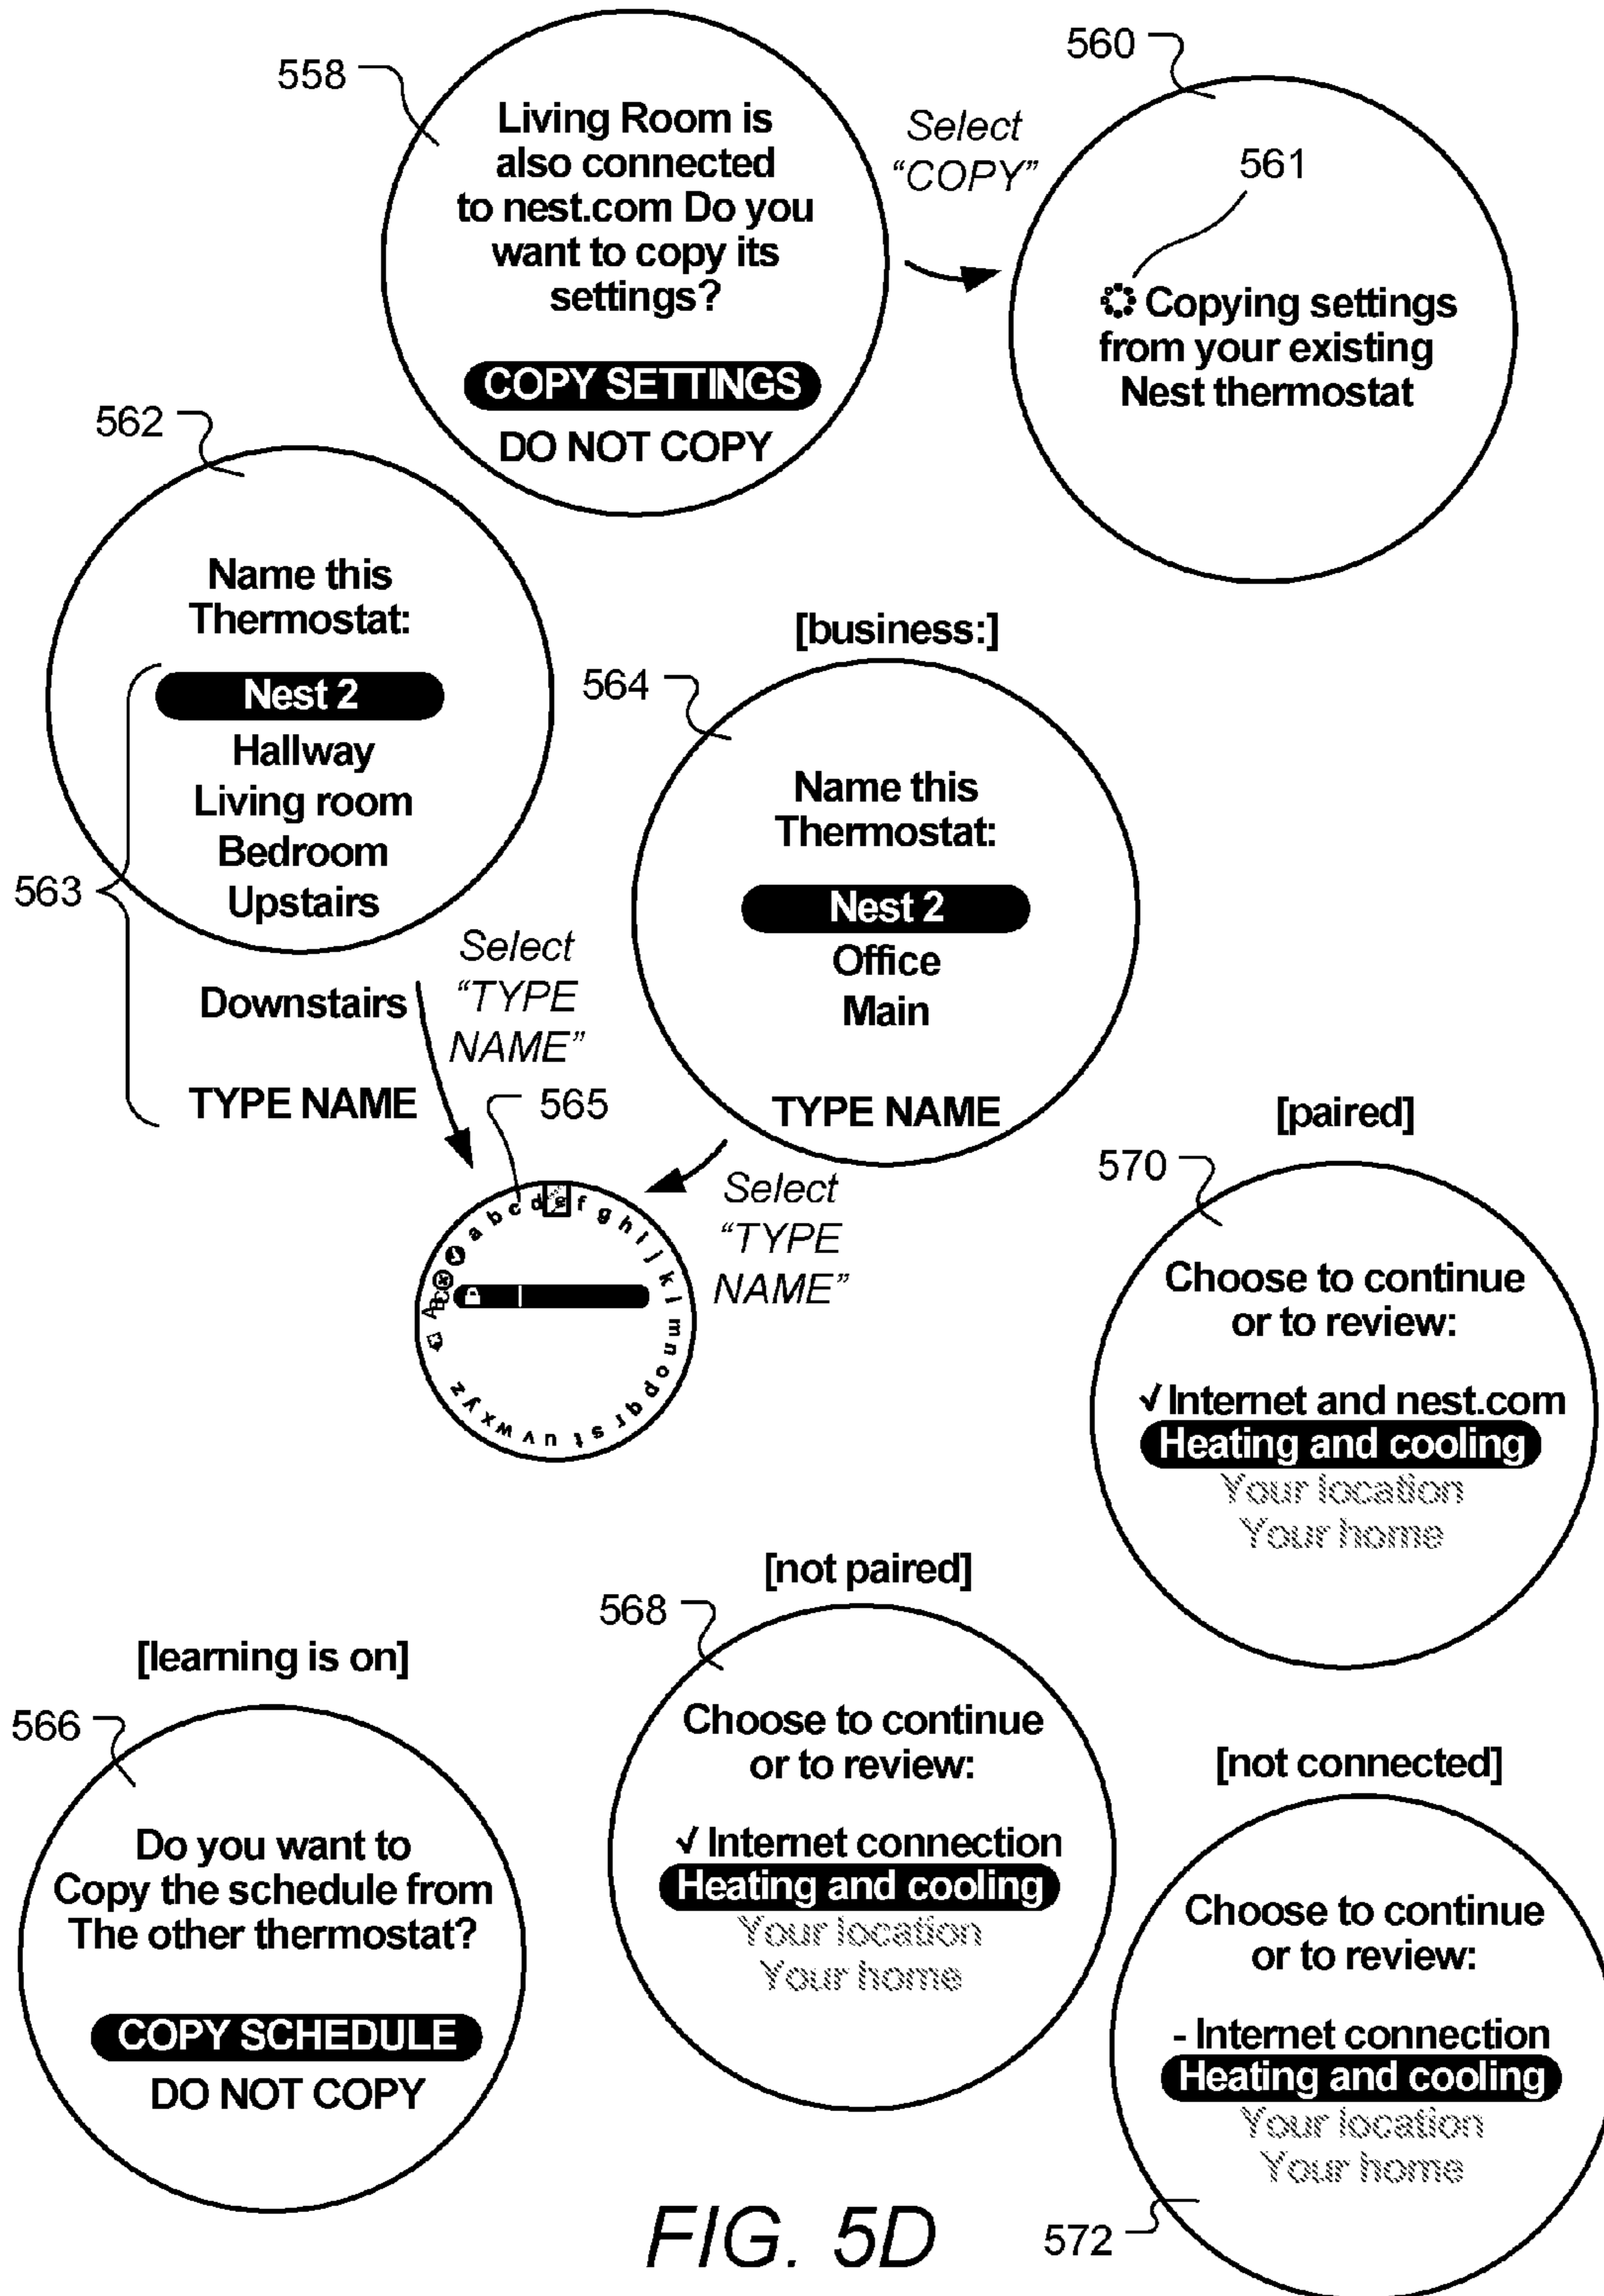 558
Living Room is
also connected
to nest.com Do you
want to copy its
settings?
COPY SETTINGS
DO NOT COPY
Select
“COPY”
560
561
Copying settings
from your existing
Nest thermostat
562
Name this
Thermostat:
563
Nest 2
Hallway
Living room
Bedroom
Upstairs
Downstairs
TYPE NAME
Select
“TYPE
NAME”
[business:]
564
Name this
Thermostat:
Nest 2
Office
Main
TYPE NAME
Select
“TYPE
NAME”
565
a b c d e f g h i j k l m n o p q r s t u v w x y z
ABC
[paired]
570
Choose to continue
or to review:
√ Internet and nest.com
Heating and cooling
Your location
Your home
[learning is on]
566
Do you want to
Copy the schedule from
The other thermostat?
COPY SCHEDULE
DO NOT COPY
[not paired]
568
Choose to continue
or to review:
√ Internet connection
Heating and cooling
Your location
Your home
[not connected]
572
Choose to continue
or to review:
- Internet connection
Heating and cooling
Your location
Your home
FIG. 5D